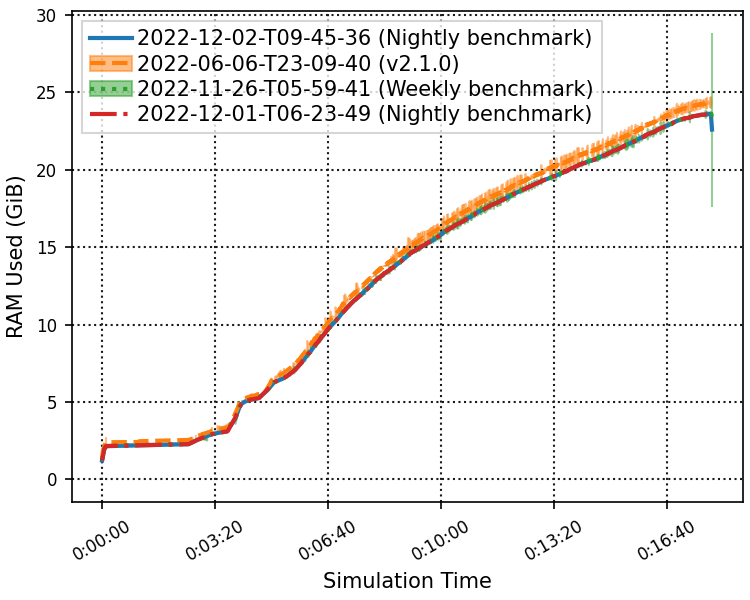 30
25
20
15
10
5
0
RAM Used (GiB)
2022-12-02-T09-45-36 (Nightly benchmark)
2022-06-06-T23-09-40 (v2.1.0)
2022-11-26-T05-59-41 (Weekly benchmark)
2022-12-01-T06-23-49 (Nightly benchmark)
0:00:00
0:03:20
0:06:40
0:10:00
0:13:20
0:16:40
Simulation Time